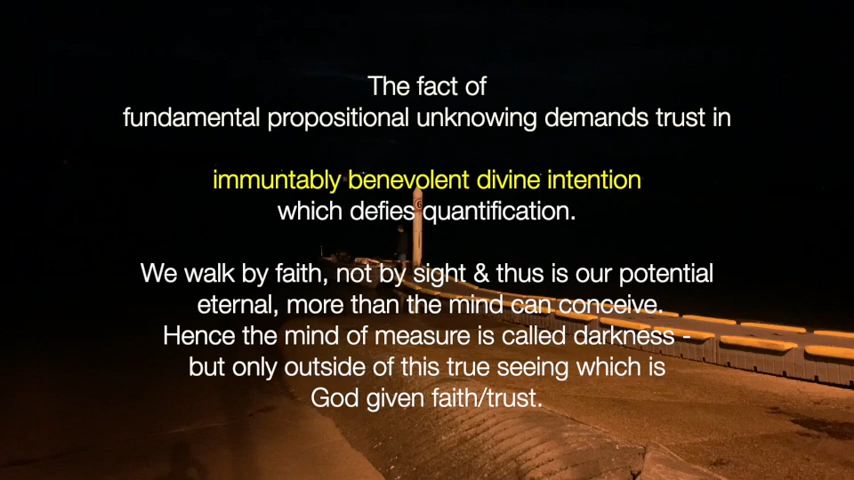 The fact of
fundamental propositional unknowing demands trust in
immuntably benevolent divine intention
which defies quantification.
We walk by faith, not by sight & thus is our potential
eternal, more than the mind can conceive.
Hence the mind of measure is called darkness -
but only outside of this true seeing which is
God given faith/trust.